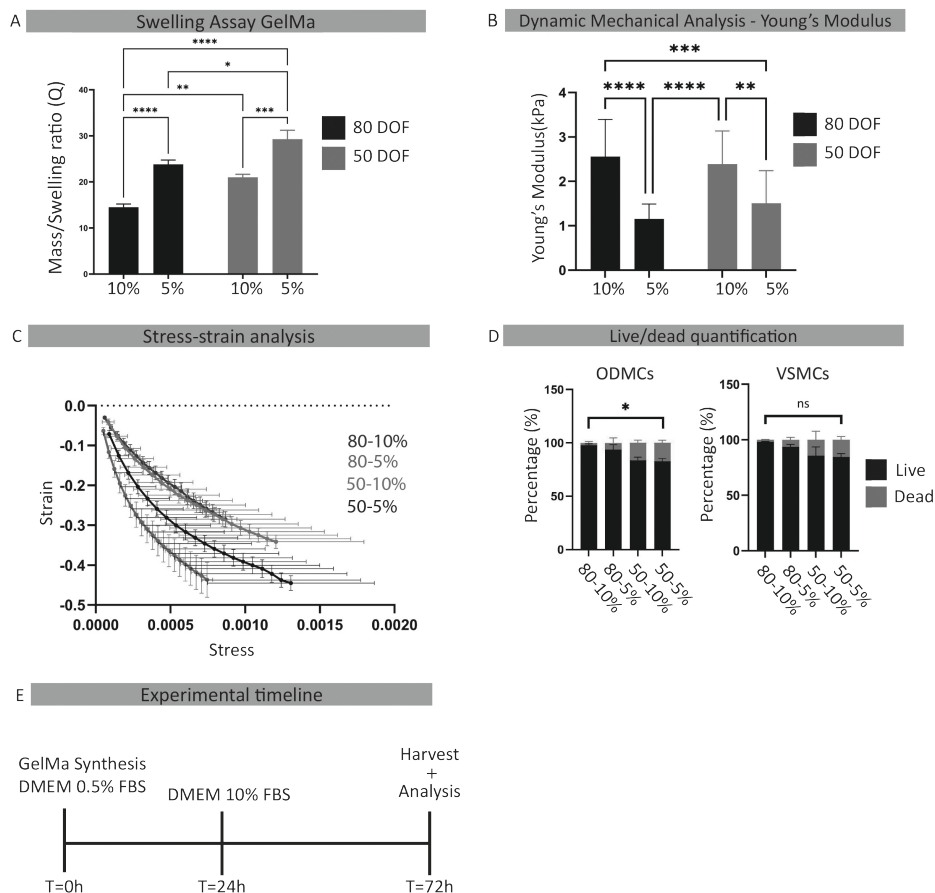 A
Swelling Assay GelMa
****
*
**
****
***
Mass/Swelling ratio (Q)
40
30
20
10
0
10%
5%
10%
5%
80 DOF
50 DOF
B
Dynamic Mechanical Analysis - Young's Modulus
***
****
****
**
Young's Modulus(kPa)
4
3
2
1
0
10%
5%
10%
5%
80 DOF
50 DOF
C
Stress-strain analysis
Strain
0.0
-0.1
-0.2
-0.3
-0.4
-0.5
80-10%
80-5%
50-10%
50-5%
0.0000
0.0005
0.0010
0.0015
0.0020
Stress
D
Live/dead quantification
ODMCs
Percentage (%)
150
100
50
0
*
80-10%
80-5%
50-10%
50-5%
VSMCs
Percentage (%)
150
100
50
0
ns
80-10%
80-5%
50-10%
50-5%
Live
Dead
E
Experimental timeline
GelMa Synthesis
DMEM 0.5% FBS
DMEM 10% FBS
Harvest
+
Analysis
T=0h
T=24h
T=72h